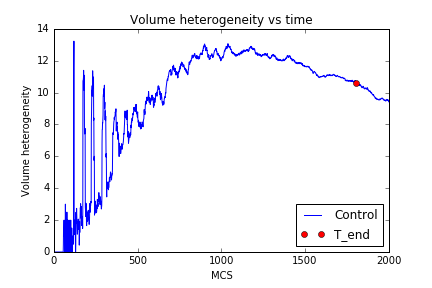 Volume heterogeneity vs time
14
12
10
8
6
4
2
0
Volume heterogeneity
0 500 1000 1500 2000
MCS
Control
T_end